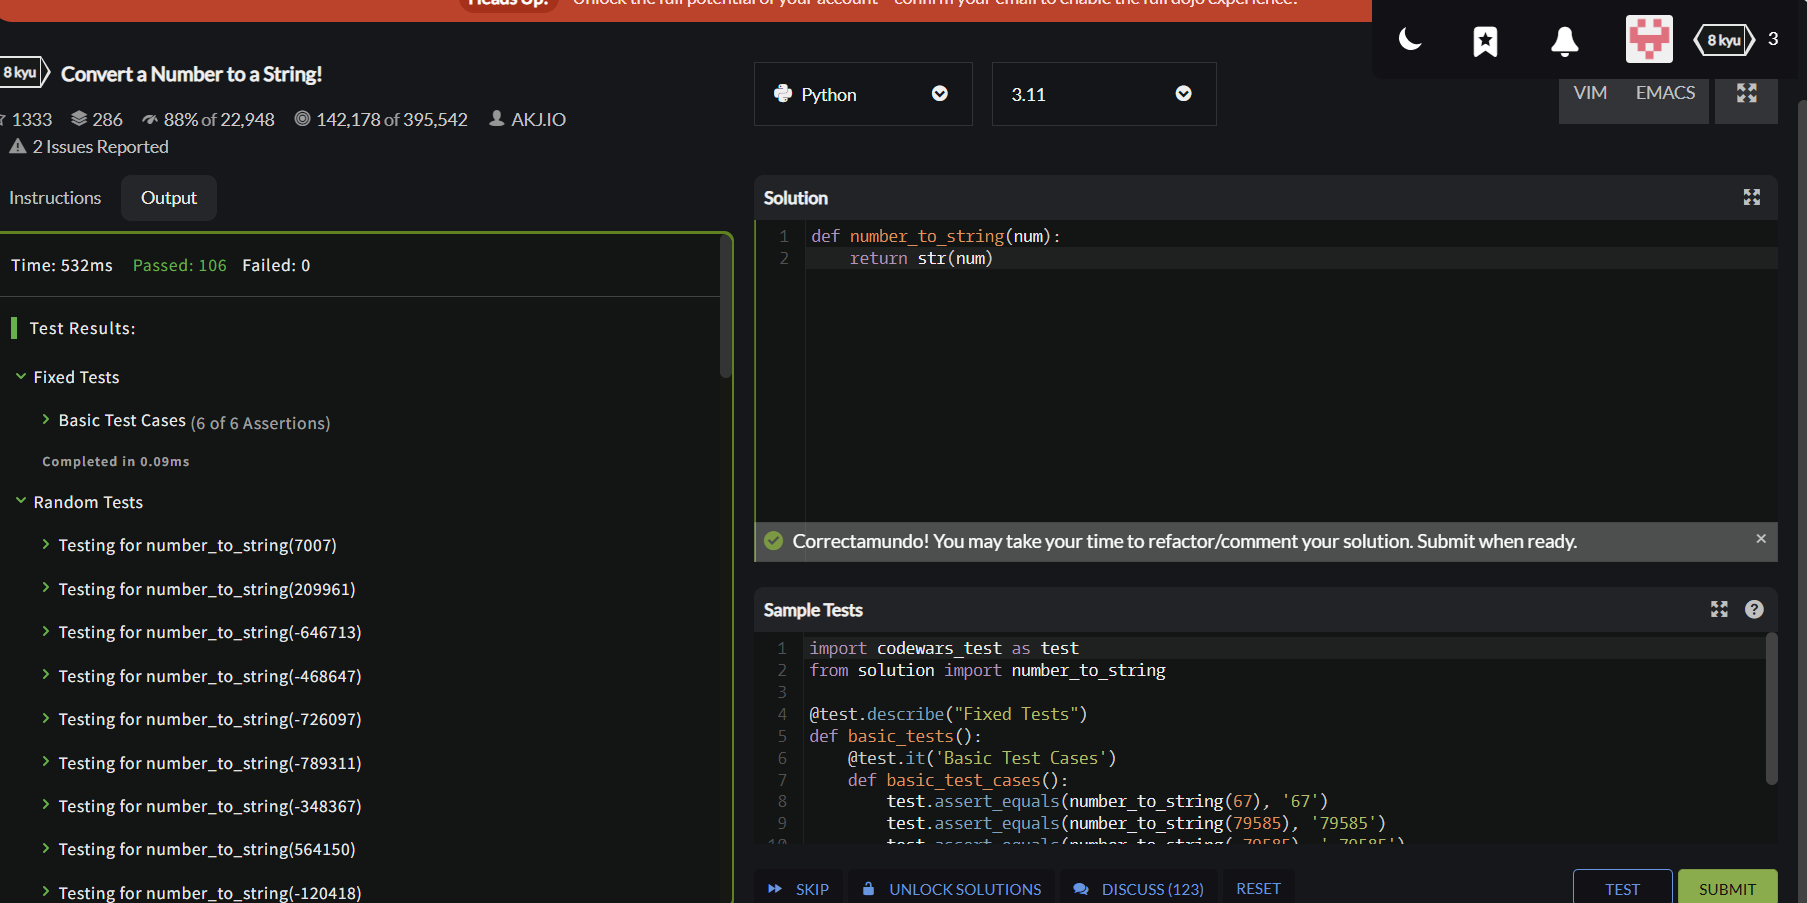 Heads Up! Unlock the full potential of your account - confirm your email to enable the full dojo experience!
8 kyu 3
8 kyu Convert a Number to a String!
1333 286 88% of 22,948 142,178 of 395,542 AKJ.IO
2 Issues Reported
Python 3.11 VIM EMACS
Instructions Output
Time: 532ms Passed: 106 Failed: 0
Test Results:
Fixed Tests
Basic Test Cases (6 of 6 Assertions)
Completed in 0.09ms
Random Tests
Testing for number_to_string(7007)
Testing for number_to_string(209961)
Testing for number_to_string(-646713)
Testing for number_to_string(-468647)
Testing for number_to_string(-726097)
Testing for number_to_string(-789311)
Testing for number_to_string(-348367)
Testing for number_to_string(564150)
Testing for number_to_string(-120418)
Solution
1 def number_to_string(num):
2     return str(num)
Correctamundo! You may take your time to refactor/comment your solution. Submit when ready. ×
Sample Tests ?
1 import codewars_test as test
2 from solution import number_to_string
3
4 @test.describe("Fixed Tests")
5 def basic_tests():
6     @test.it('Basic Test Cases')
7     def basic_test_cases():
8         test.assert_equals(number_to_string(67), '67')
9         test.assert_equals(number_to_string(79585), '79585')
10         test.assert_equals(number_to_string(-79585), '-79585')
SKIP UNLOCK SOLUTIONS DISCUSS (123) RESET TEST SUBMIT